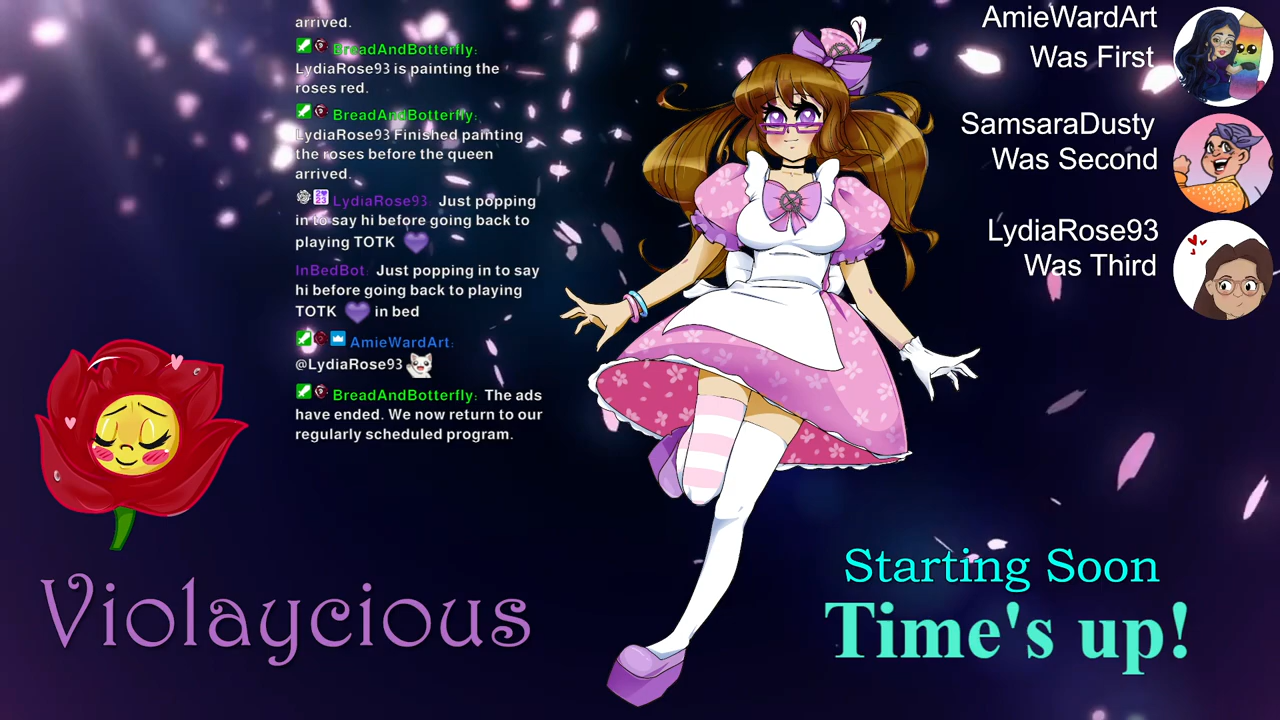 arrived.
BreadAndBotterfly:
LydiaRose93 is painting the
roses red.
BreadAndBotterfly:
LydiaRose93 Finished painting
the roses before the queen
arrived.
LydiaRose93: Just popping
in to say hi before going back to
playing TOTK
InBedBot: Just popping in to say
hi before going back to playing
TOTK in bed
AmieWardArt:
@LydiaRose93
BreadAndBotterfly: The ads
have ended. We now return to our
regularly scheduled program.
AmieWardArt
Was First
SamsaraDusty
Was Second
LydiaRose93
Was Third
Violaycious
Starting Soon
Time's up!